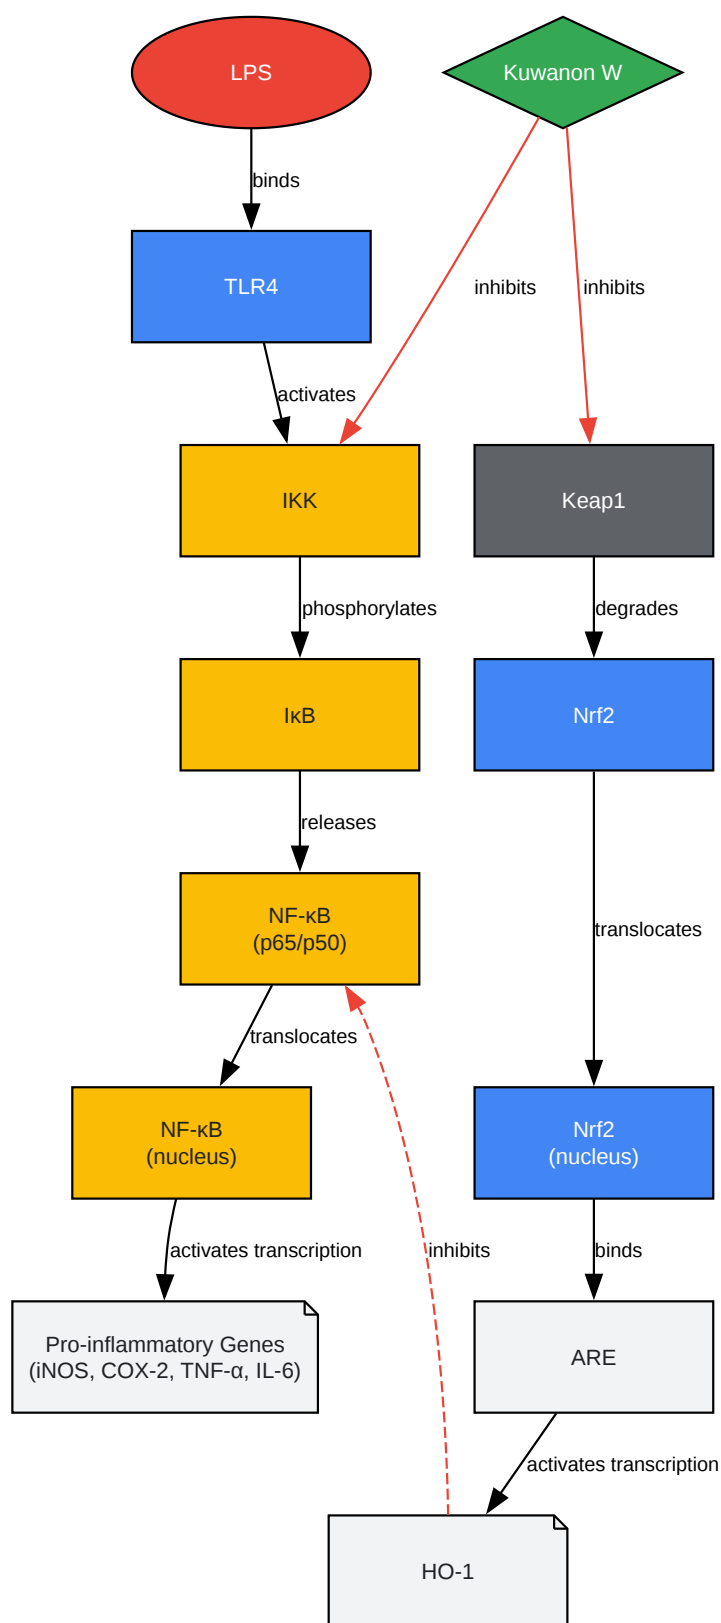 LPS
Kuwanon W
binds
TLR4
inhibits
inhibits
activates
IKK
Keap1
phosphorylates
degrades
IκB
Nrf2
releases
NF-κB
(p65/p50)
translocates
translocates
NF-κB
(nucleus)
Nrf2
(nucleus)
activates transcription
inhibits
binds
Pro-inflammatory Genes
(iNOS, COX-2, TNF-α, IL-6)
ARE
activates transcription
HO-1